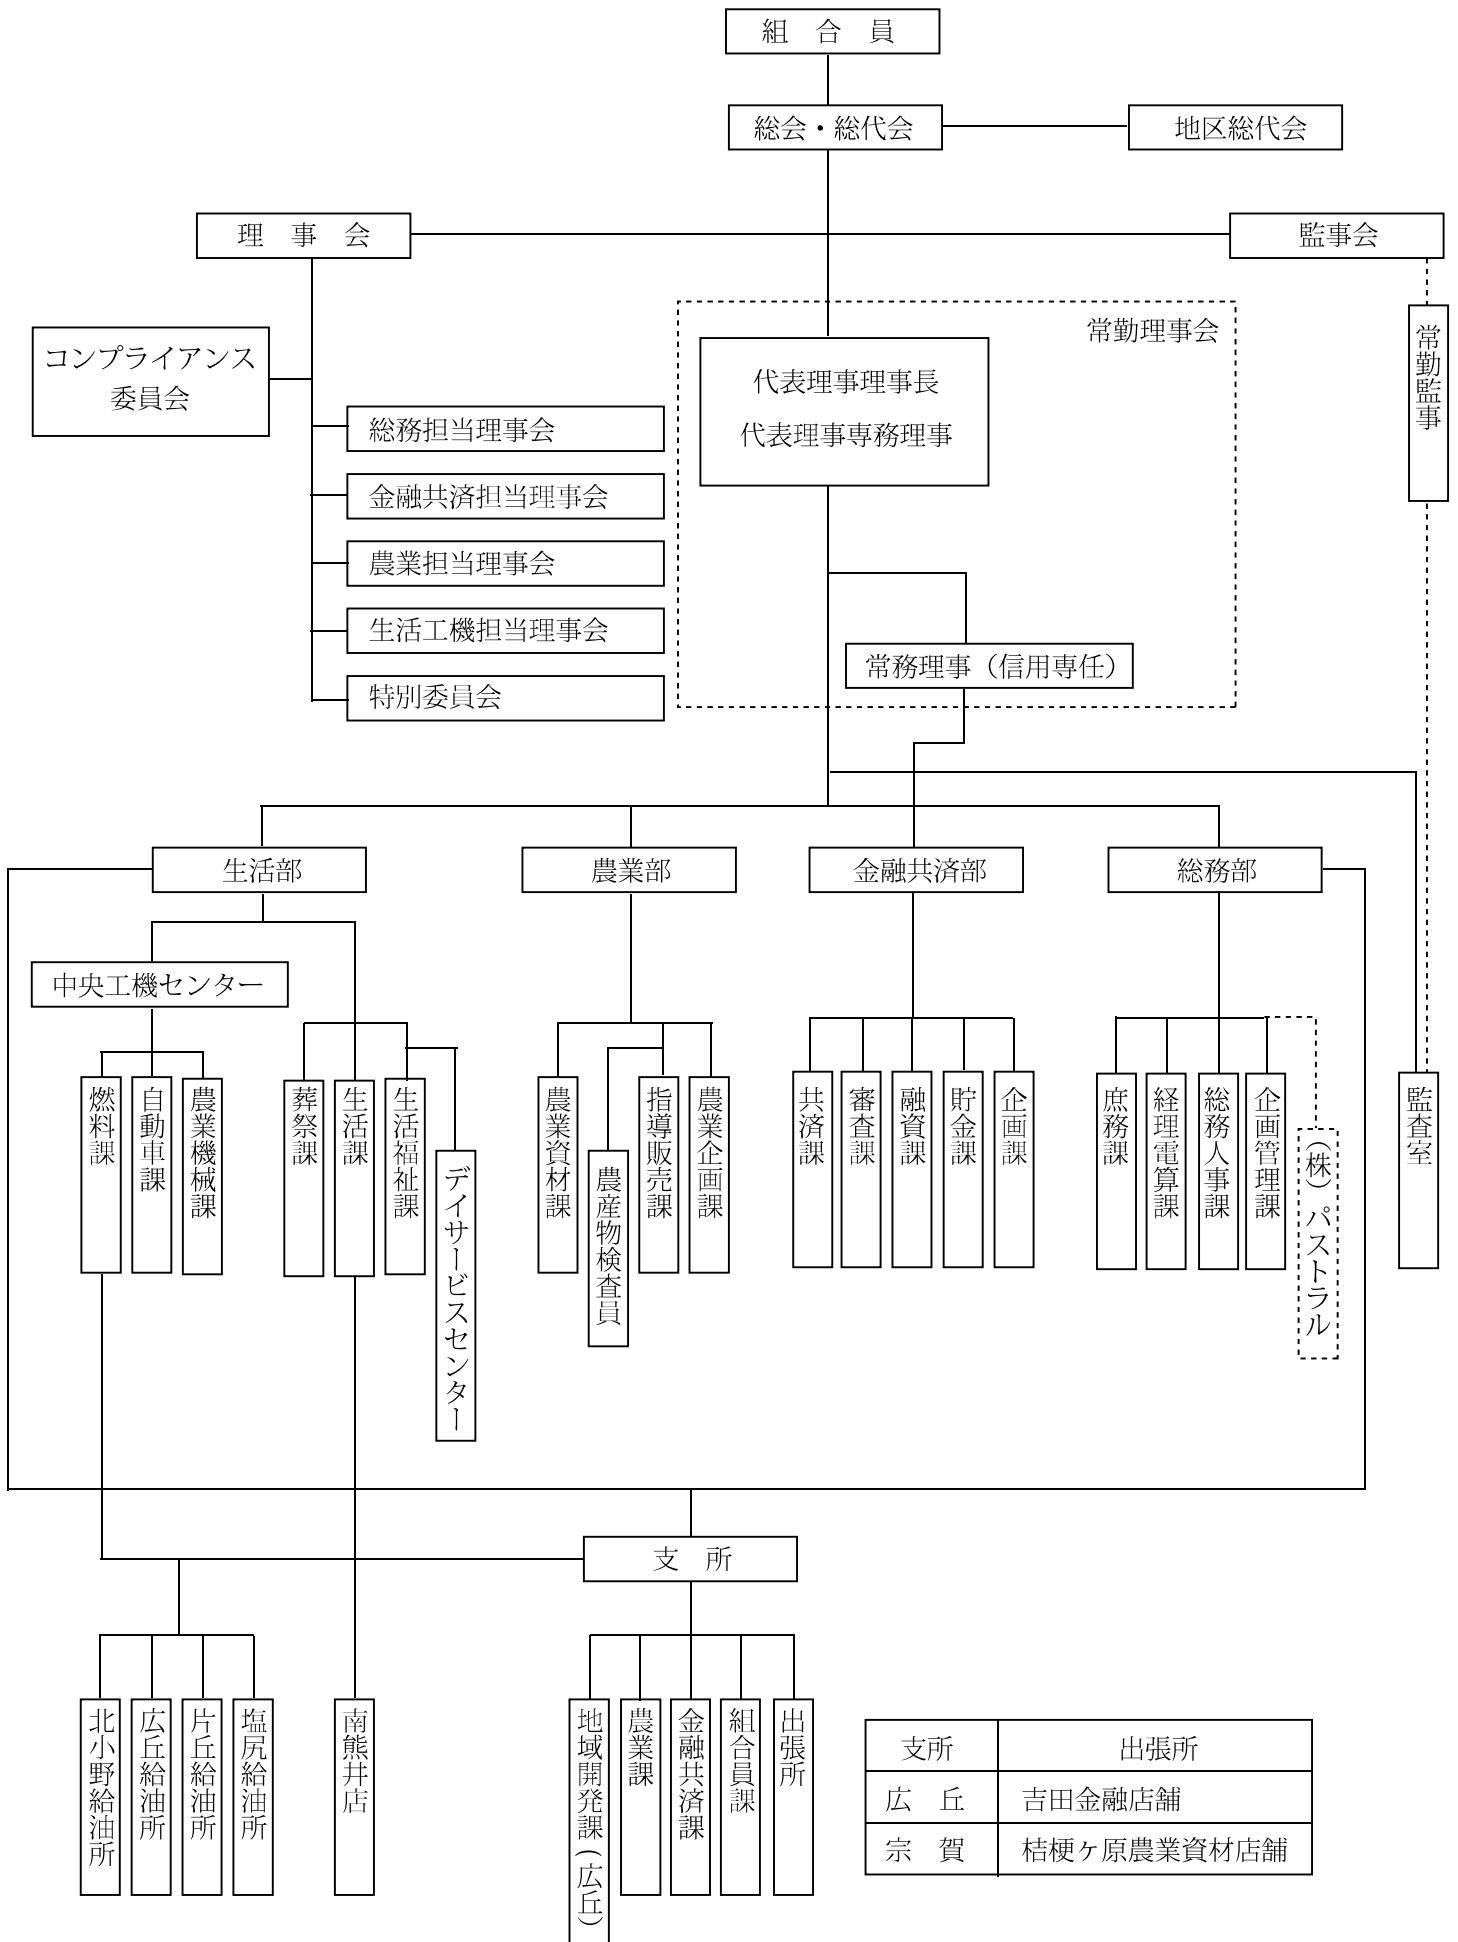 組　合　員
総会・総代会
地区総代会
理　事　会
監事会
常勤理事会
常勤監事
コンプライアンス
委員会
代表理事理事長
代表理事専務理事
総務担当理事会
金融共済担当理事会
農業担当理事会
生活工機担当理事会
特別委員会
常務理事（信用専任）
生活部
農業部
金融共済部
総務部
中央工機センター
燃料課
自動車課
農業機械課
葬祭課
生活課
生活福祉課
デイサービスセンター
農業資材課
農産物検査員
指導販売課
農業企画課
共済課
審査課
融資課
貯金課
企画課
庶務課
経理電算課
総務人事課
企画管理課
（株）パストラル
監査室
支　所
北小野給油所
広丘給油所
片丘給油所
塩尻給油所
南熊井店
地域開発課（広丘）
農業課
金融共済課
組合員課
出張所
支所
出張所
広　丘
吉田金融店舗
宗　賀
桔梗ヶ原農業資材店舗